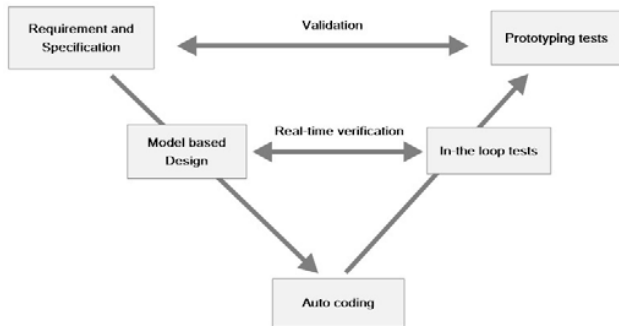 Requirement and
Specification
Validation
Prototyping tests
Model based
Design
Real-time verification
In-the loop tests
Auto coding